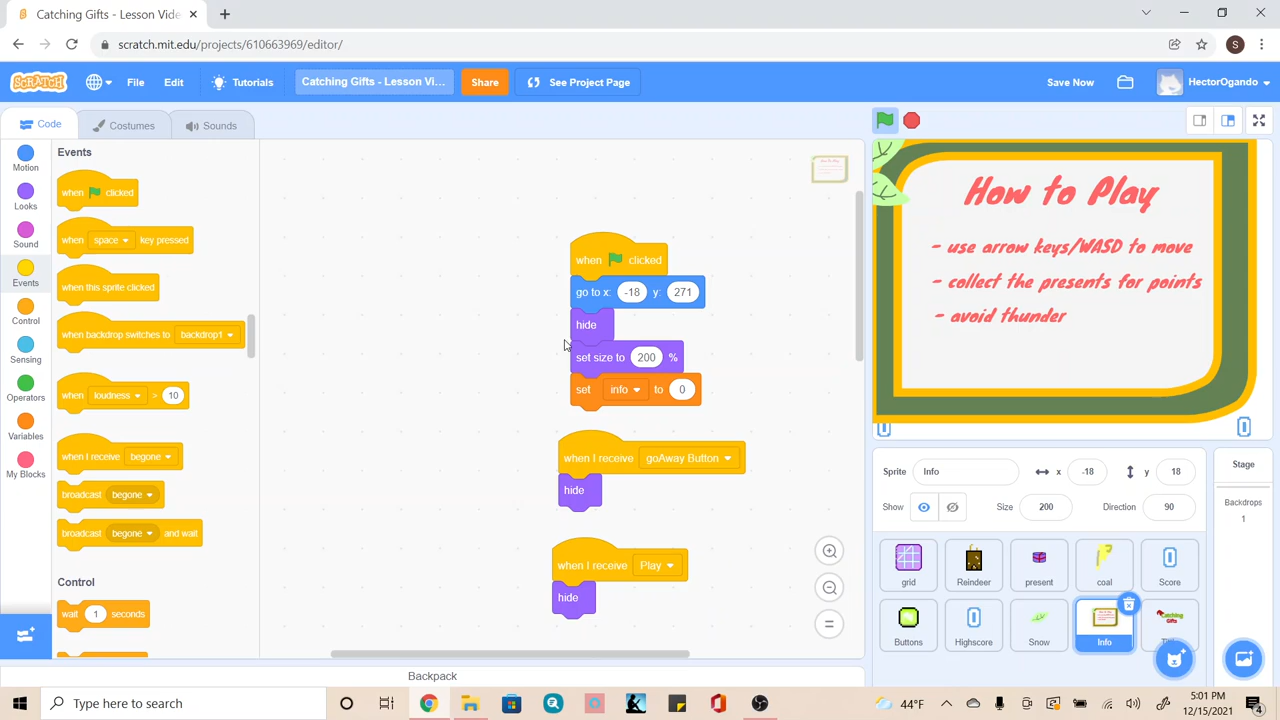 Catching Gifts - Lesson Vide
scratch.mit.edu/projects/610663969/editor/
S
SCRATCH
File
Edit
Tutorials
Catching Gifts - Lesson Vi...
Share
See Project Page
Save Now
HectorOgando
Code
Costumes
Sounds
Motion
Looks
Sound
Events
Control
Sensing
Operators
Variables
My Blocks
Events
when clicked
when space key pressed
when this sprite clicked
when backdrop switches to backdrop1
when loudness > 10
when I receive begone
broadcast begone
broadcast begone and wait
Control
wait 1 seconds
when clicked
go to x: -18 y: 271
hide
set size to 200 %
set info to 0
when I receive goAway Button
hide
when I receive Play
hide
Backpack
How to Play
- use arrow keys/WASD to move
- collect the presents for points
- avoid thunder
0
0
Sprite Info x -18 y 18
Show Size 200 Direction 90
Stage
Backdrops
1
grid
Reindeer
present
coal
Score
Buttons
Highscore
Snow
Info
Type here to search
44°F
5:01 PM
12/15/2021
4